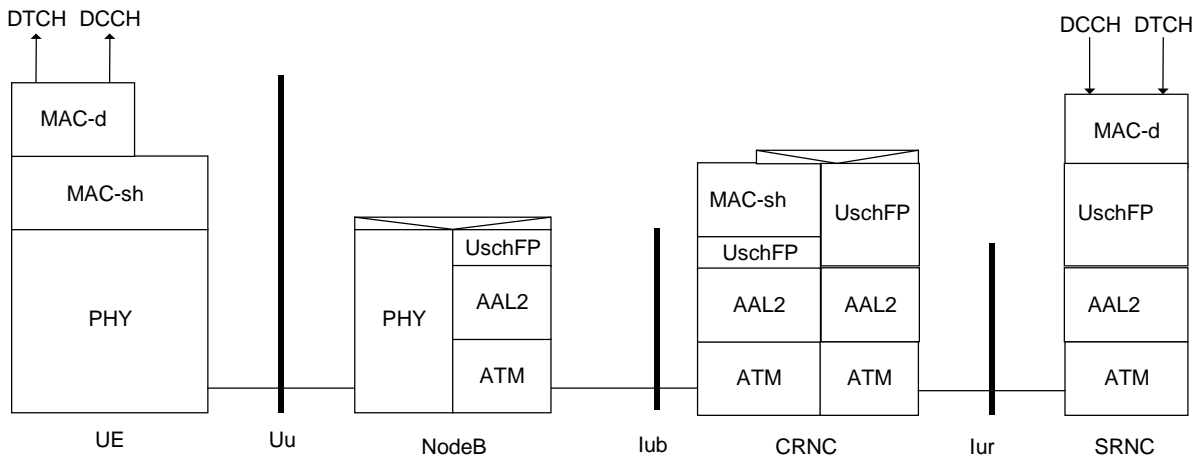 DTCH DCCH
DCCH DTCH
MAC-d
MAC-d
MAC-sh
MAC-sh
UschFP
UschFP
UschFP
UschFP
PHY
PHY
AAL2
AAL2
AAL2
AAL2
ATM
ATM
ATM
ATM
UE
Uu
NodeB
Iub
CRNC
Iur
SRNC